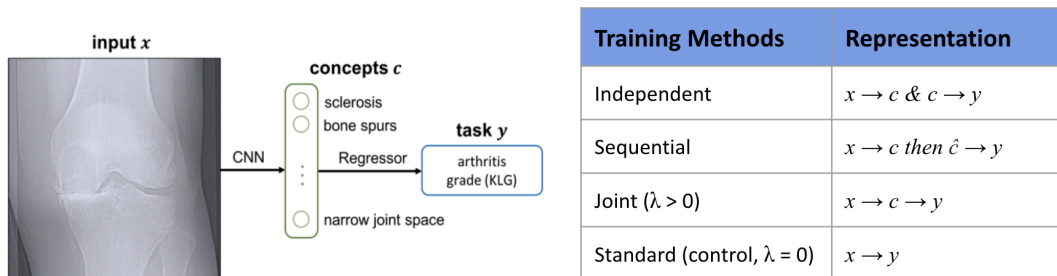 input x
concepts c
sclerosis
bone spurs
⋮
narrow joint space
CNN
Regressor
task y
arthritis
grade (KLG)
Training Methods Representation
Independent x → c & c → y
Sequential x → c then ĉ → y
Joint (λ > 0) x → c → y
Standard (control, λ = 0) x → y